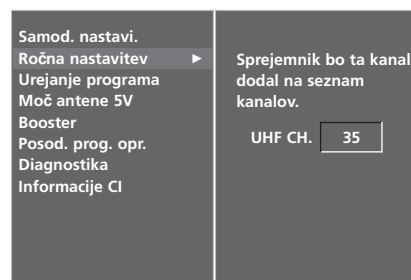 Samod. nastavi.
Ročna nastavitev ►
Urejanje programa
Moč antene 5V
Booster
Posod. prog. opr.
Diagnostika
Informacije CI
Sprejemnik bo ta kanal
dodal na seznam
kanalov.
UHF CH. 35